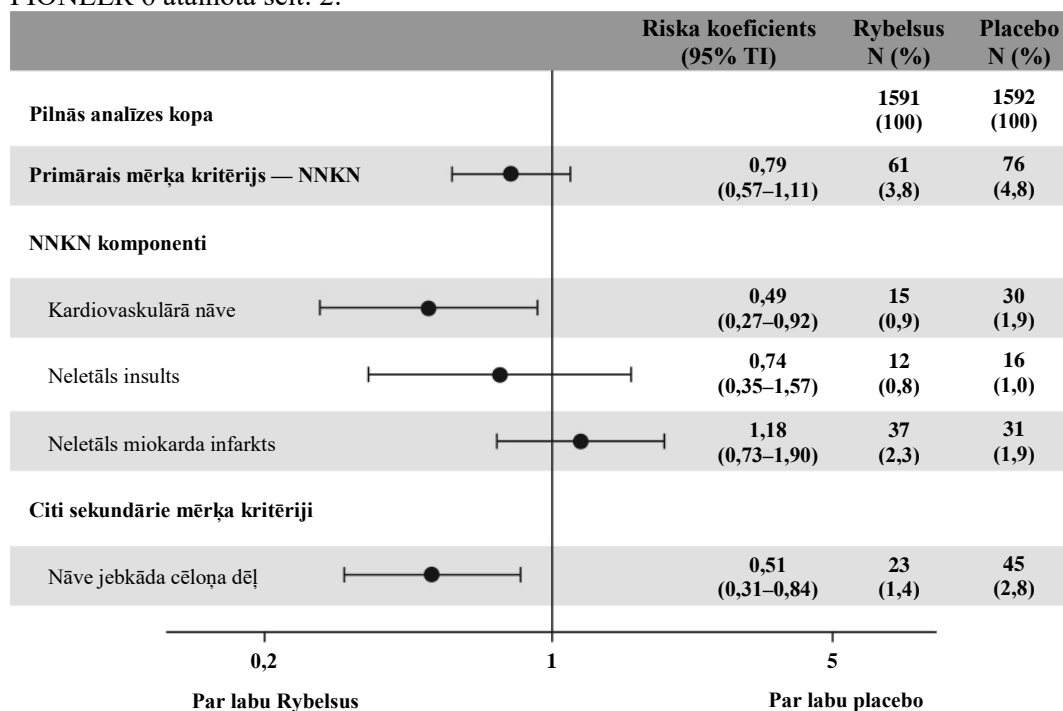 Riska koeficients Rybelsus Placebo
(95% TI) N (%) N (%)
Pilnās analīzes kopa 1591 1592
(100) (100)
Primārais mērķa kritērijs — NNKN 0,79 61 76
(0,57–1,11) (3,8) (4,8)
NNKN komponenti
Kardiovaskulārā nāve 0,49 15 30
(0,27–0,92) (0,9) (1,9)
Neletāls insults 0,74 12 16
(0,35–1,57) (0,8) (1,0)
Neletāls miokarda infarkts 1,18 37 31
(0,73–1,90) (2,3) (1,9)
Citi sekundārie mērķa kritēriji
Nāve jebkāda cēloņa dēļ 0,51 23 45
(0,31–0,84) (1,4) (2,8)
0,2 1 5
Par labu Rybelsus Par labu placebo